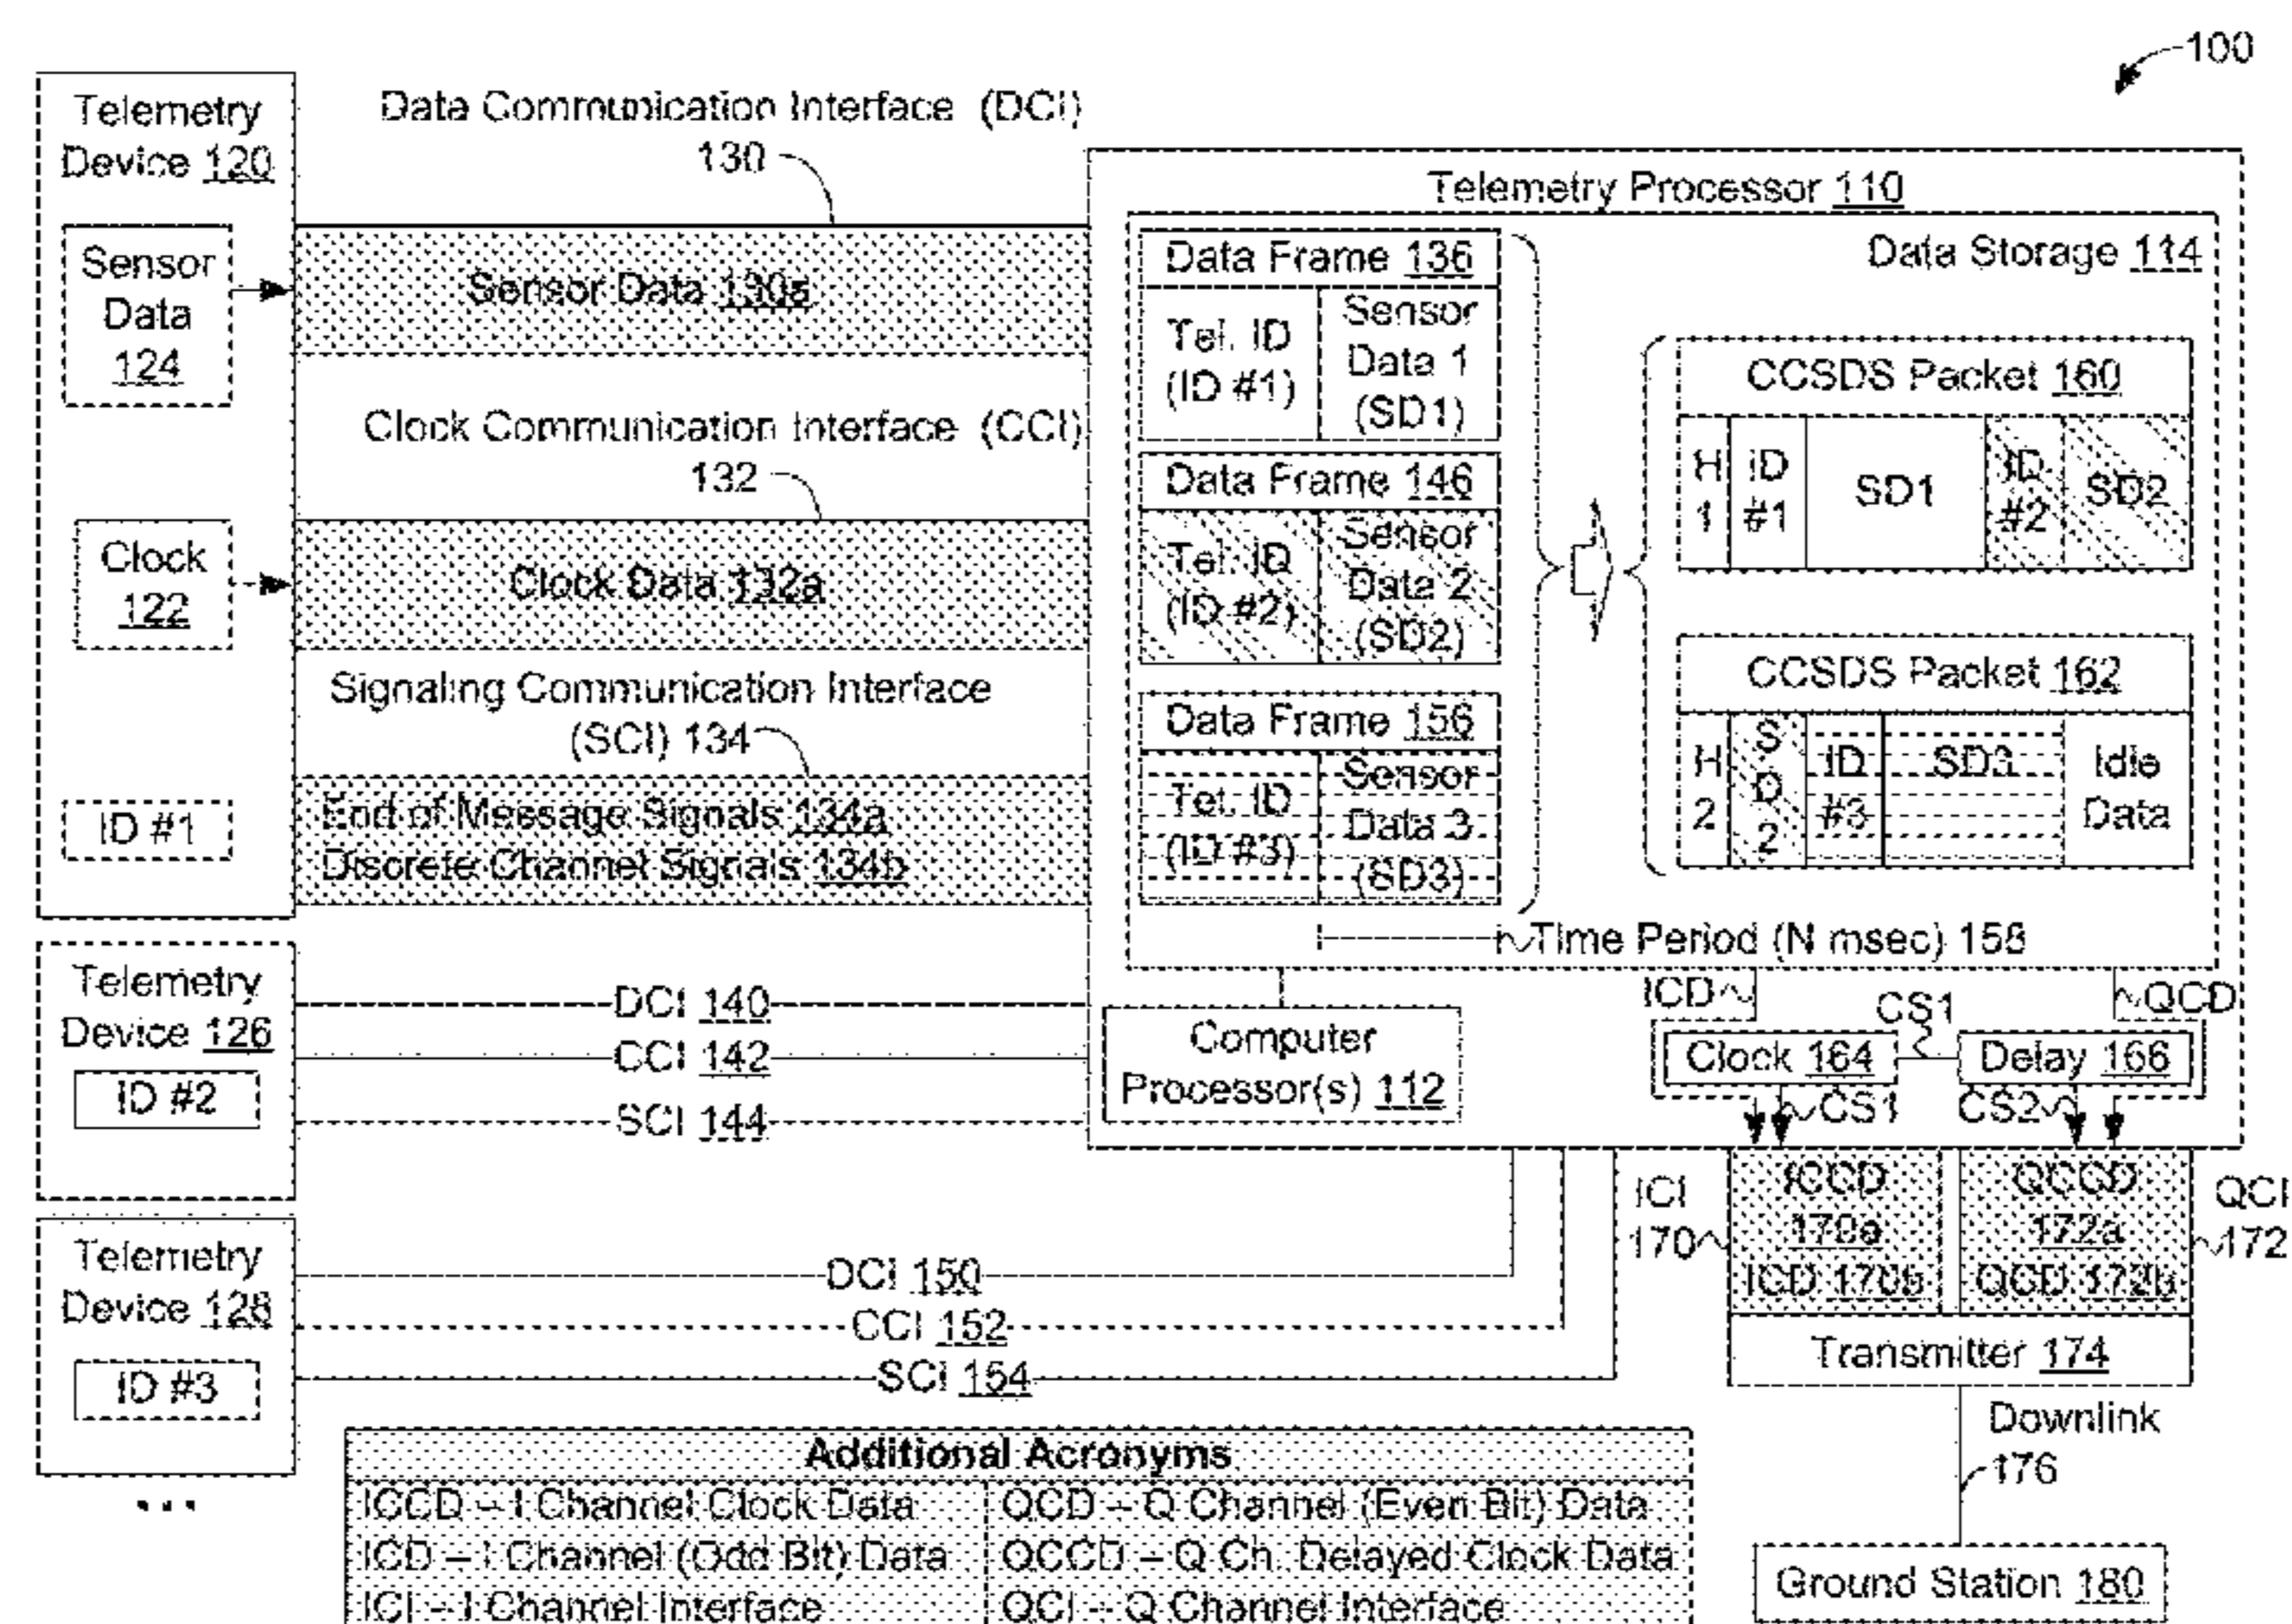 100
Telemetry
Device 120
Sensor
Data
124
Clock
122
ID #1
Data Communication Interface (DCI)
130
Sensor Data 130a
Clock Communication Interface (CCI)
132
Clock Data 132a
Signaling Communication Interface
(SCI) 134
End of Message Signals 134a
Discrete Channel Signals 134b
Telemetry Processor 110
Data Storage 114
Data Frame 136
Tel. ID
(ID #1)
Sensor
Data 1
(SD1)
Data Frame 146
Tel. ID
(ID #2)
Sensor
Data 2
(SD2)
Data Frame 156
Tel. ID
(ID #3)
Sensor
Data 3
(SD3)
CCSDS Packet 160
H
1
ID
#1
SD1
ID
#2
SD2
CCSDS Packet 162
H
2
S
D
2
ID
#3
SD3
Idle
Data
Time Period (N msec) 158
Computer
Processor(s) 112
ICD
CS1
QCD
Clock 164
Delay 166
CS1
CS2
Telemetry
Device 126
ID #2
DCI 140
CCI 142
SCI 144
Telemetry
Device 128
ID #3
...
DCI 150
CCI 152
SCI 154
ICI
170
ICCD
170a
ICD 170b
QCCD
172a
QCD 172b
QCI
172
Transmitter 174
Downlink
176
Ground Station 180
Additional Acronyms
ICCD – I Channel Clock Data
QCD – Q Channel (Even Bit) Data
ICD – I Channel (Odd Bit) Data
QCCD – Q Ch. Delayed Clock Data
ICI – I Channel Interface
QCI – Q Channel Interface